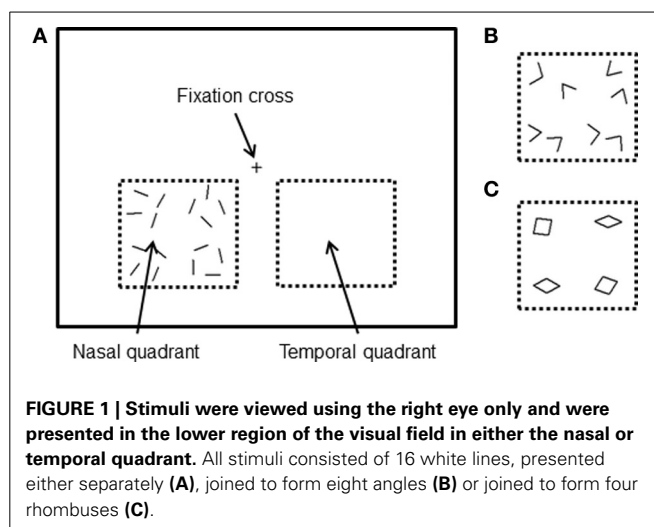 A
Fixation cross
+
Nasal quadrant
Temporal quadrant
B
C
FIGURE 1 | Stimuli were viewed using the right eye only and were
presented in the lower region of the visual field in either the nasal or
temporal quadrant. All stimuli consisted of 16 white lines, presented
either separately (A), joined to form eight angles (B) or joined to form four
rhombuses (C).